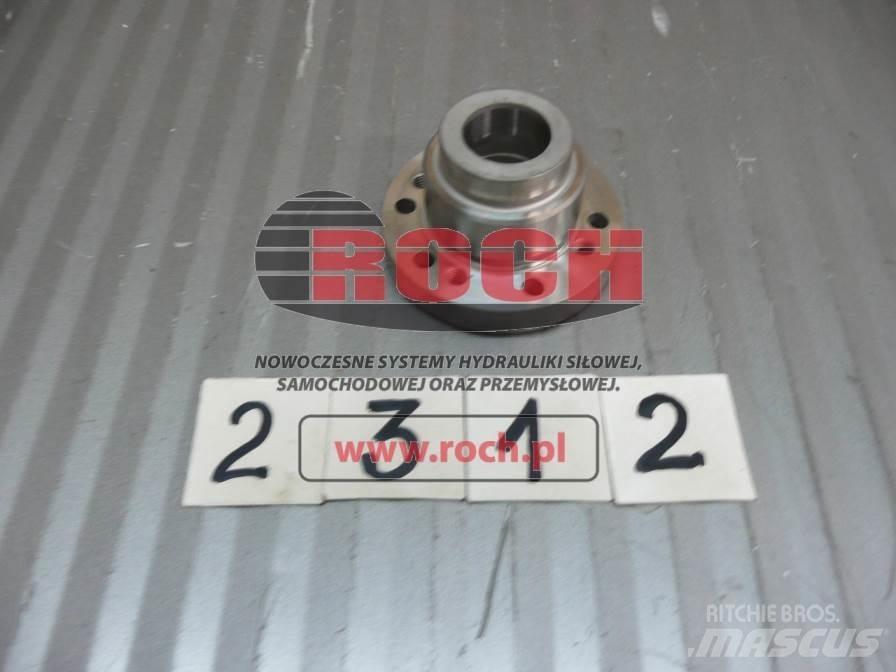 ROCH
NOWOCZESNE SYSTEMY HYDRAULIKI SIŁOWEJ,
SAMOCHODOWEJ ORAZ PRZEMYSŁOWEJ.
2 3 1 2
www.roch.pl
RITCHIE BROS.
MASCUS